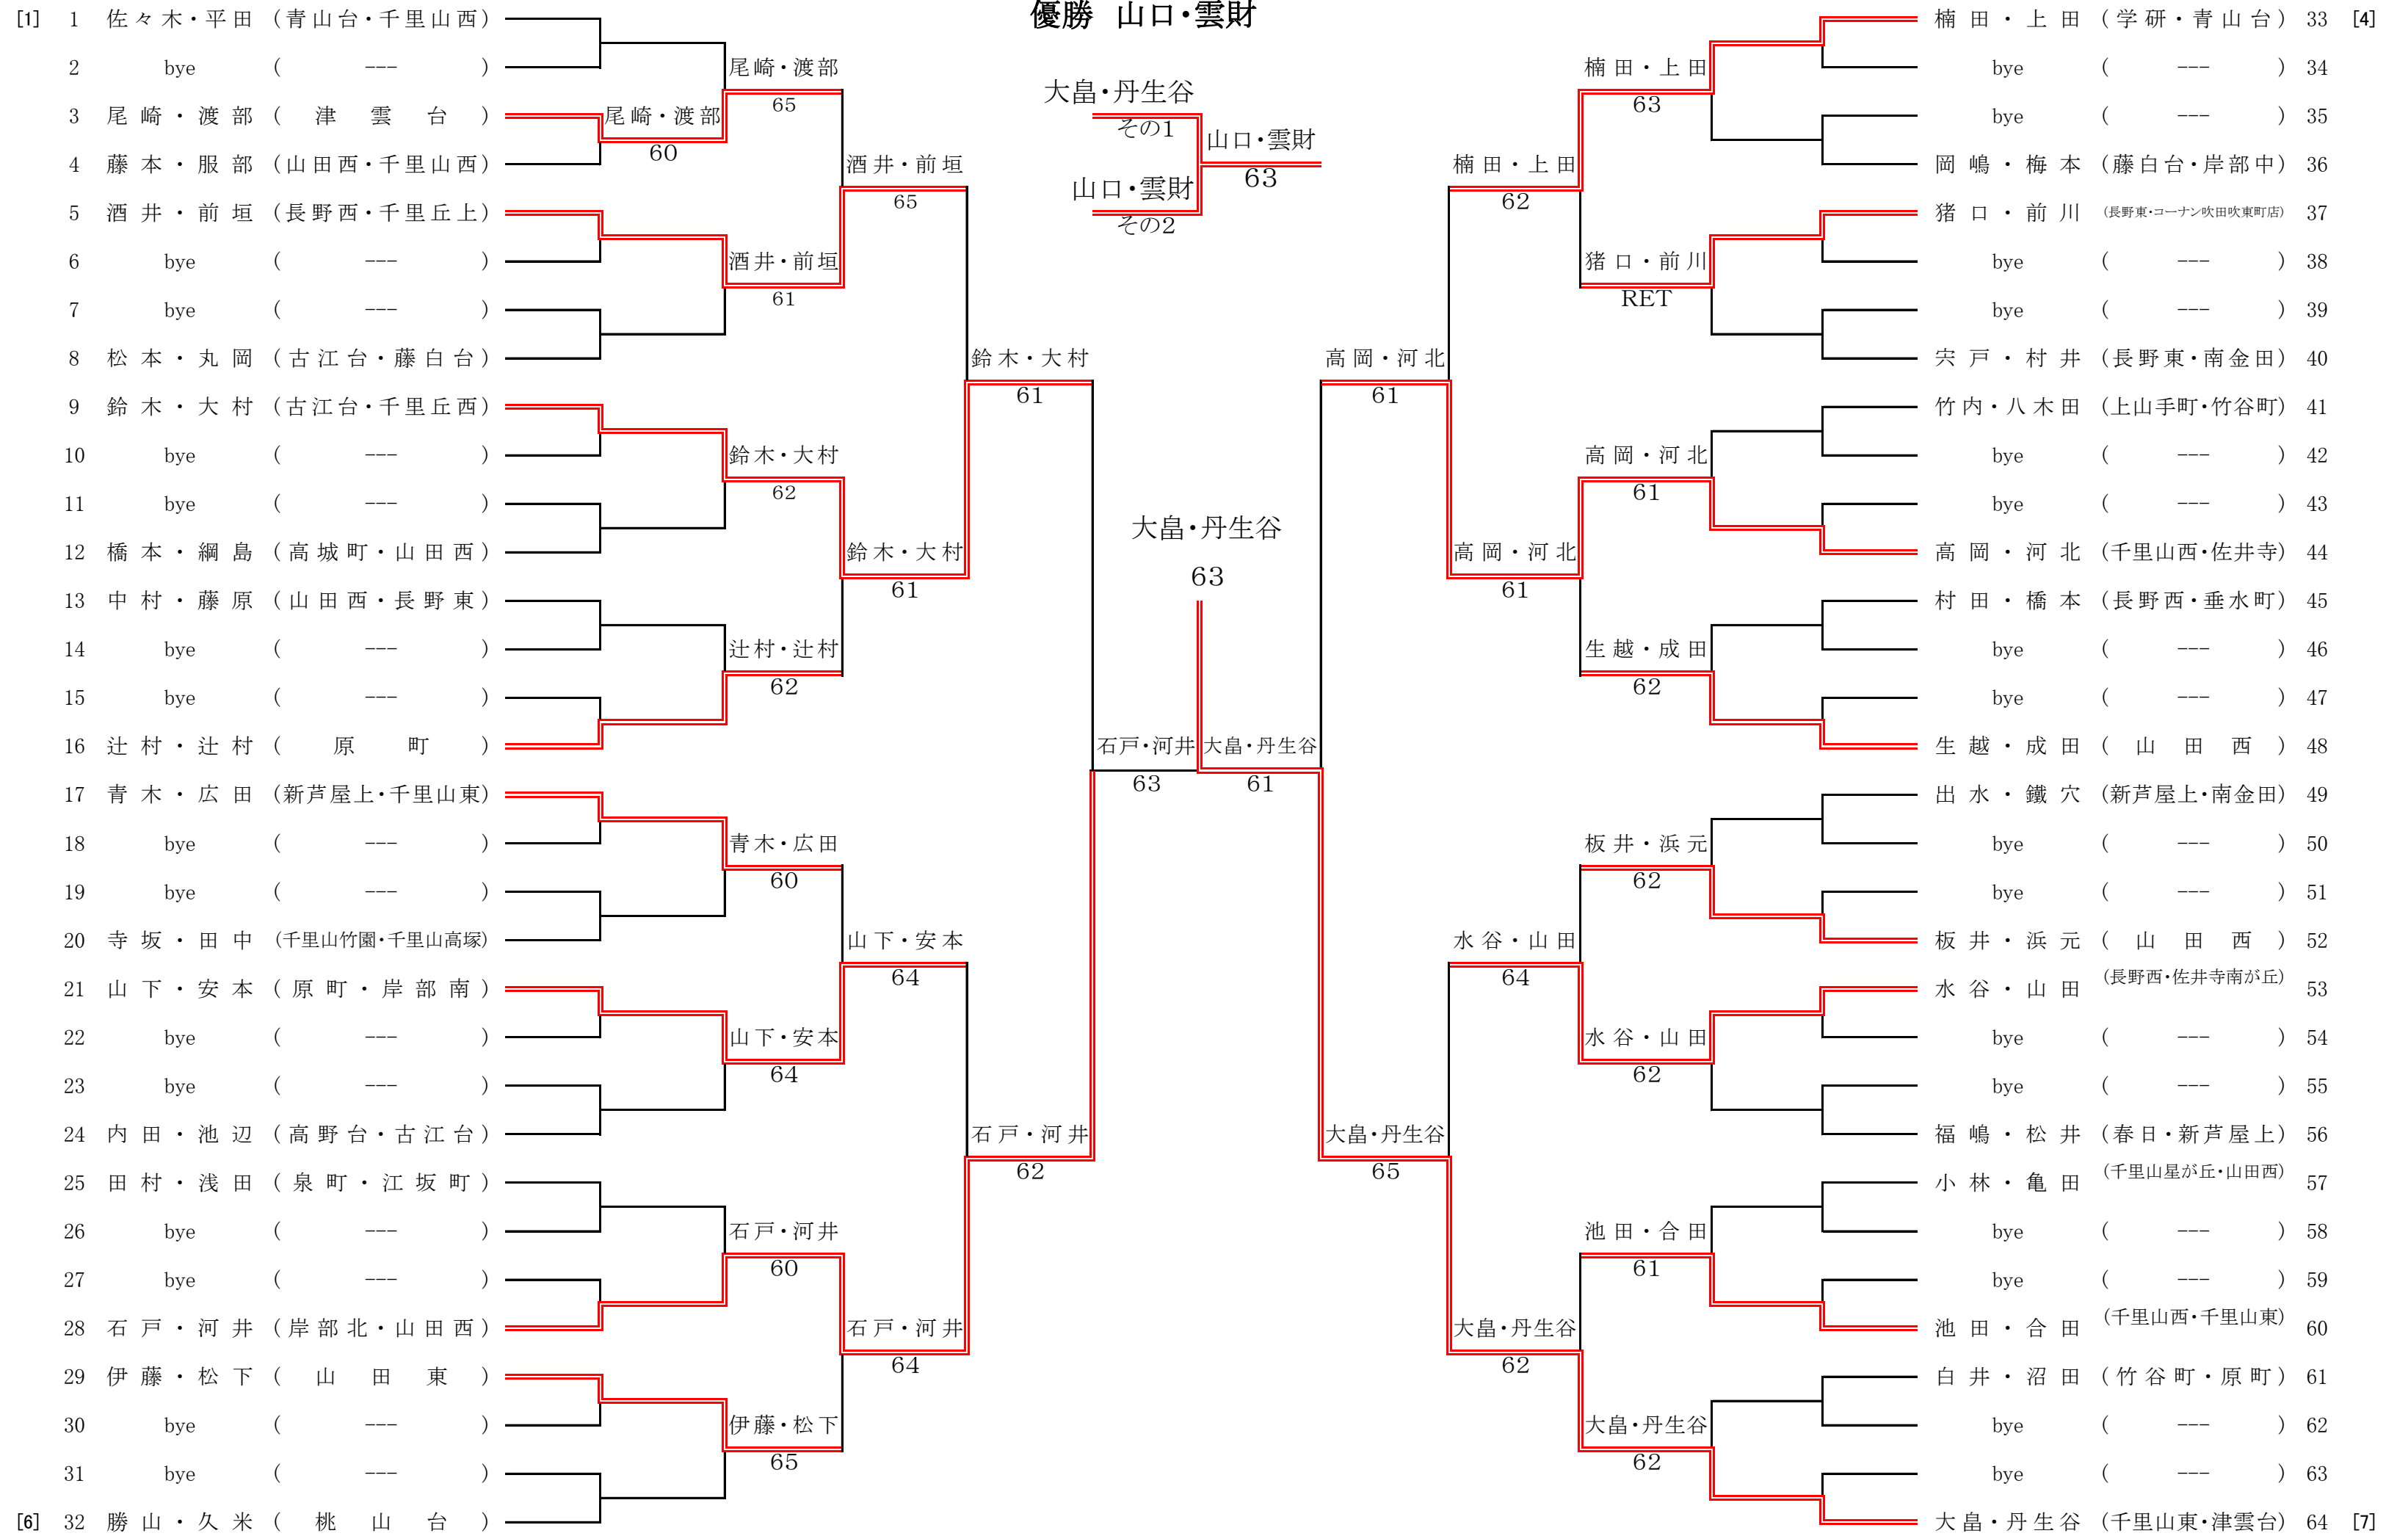 優勝 山口・雲財
[1] 1 佐々木・平田 (青山台・千里山西)
2 bye ( --- )
3 尾崎・渡部 ( 津雲台 )
4 藤本・服部 (山田西・千里山西)
5 酒井・前垣 (長野西・千里丘上)
6 bye ( --- )
7 bye ( --- )
8 松本・丸岡 (古江台・藤白台)
9 鈴木・大村 (古江台・千里丘西)
10 bye ( --- )
11 bye ( --- )
12 橋本・綱島 (高城町・山田西)
13 中村・藤原 (山田西・長野東)
14 bye ( --- )
15 bye ( --- )
16 辻村・辻村 ( 原町 )
17 青木・広田 (新芦屋上・千里山東)
18 bye ( --- )
19 bye ( --- )
20 寺坂・田中 (千里山竹園・千里山高塚)
21 山下・安本 (原町・岸部南)
22 bye ( --- )
23 bye ( --- )
24 内田・池辺 (高野台・古江台)
25 田村・浅田 (泉町・江坂町)
26 bye ( --- )
27 bye ( --- )
28 石戸・河井 (岸部北・山田西)
29 伊藤・松下 ( 山田東 )
30 bye ( --- )
31 bye ( --- )
[6] 32 勝山・久米 ( 桃山台 )
尾崎・渡部
60
尾崎・渡部
65
酒井・前垣
61
鈴木・大村
62
辻村・辻村
62
青木・広田
60
山下・安本
64
石戸・河井
60
伊藤・松下
65
酒井・前垣
65
鈴木・大村
61
山下・安本
64
石戸・河井
64
鈴木・大村
61
石戸・河井
62
石戸・河井
63
大畠・丹生谷
その1
山口・雲財
その2
山口・雲財
63
大畠・丹生谷
63
大畠・丹生谷
61
高岡・河北
61
大畠・丹生谷
65
楠田・上田
62
高岡・河北
61
水谷・山田
64
大畠・丹生谷
62
楠田・上田
63
猪口・前川
RET
高岡・河北
61
生越・成田
62
板井・浜元
62
水谷・山田
62
池田・合田
61
大畠・丹生谷
62
楠田・上田 (学研・青山台) 33 [4]
bye ( --- ) 34
bye ( --- ) 35
岡嶋・梅本 (藤白台・岸部中) 36
猪口・前川 (長野東・コーナン吹田吹東町店) 37
bye ( --- ) 38
bye ( --- ) 39
宍戸・村井 (長野東・南金田) 40
竹内・八木田 (上山手町・竹谷町) 41
bye ( --- ) 42
bye ( --- ) 43
高岡・河北 (千里山西・佐井寺) 44
村田・橋本 (長野西・垂水町) 45
bye ( --- ) 46
bye ( --- ) 47
生越・成田 ( 山田西 ) 48
出水・鐵穴 (新芦屋上・南金田) 49
bye ( --- ) 50
bye ( --- ) 51
板井・浜元 ( 山田西 ) 52
水谷・山田 (長野西・佐井寺南が丘) 53
bye ( --- ) 54
bye ( --- ) 55
福嶋・松井 (春日・新芦屋上) 56
小林・亀田 (千里山星が丘・山田西) 57
bye ( --- ) 58
bye ( --- ) 59
池田・合田 (千里山西・千里山東) 60
白井・沼田 (竹谷町・原町) 61
bye ( --- ) 62
bye ( --- ) 63
大畠・丹生谷 (千里山東・津雲台) 64 [7]